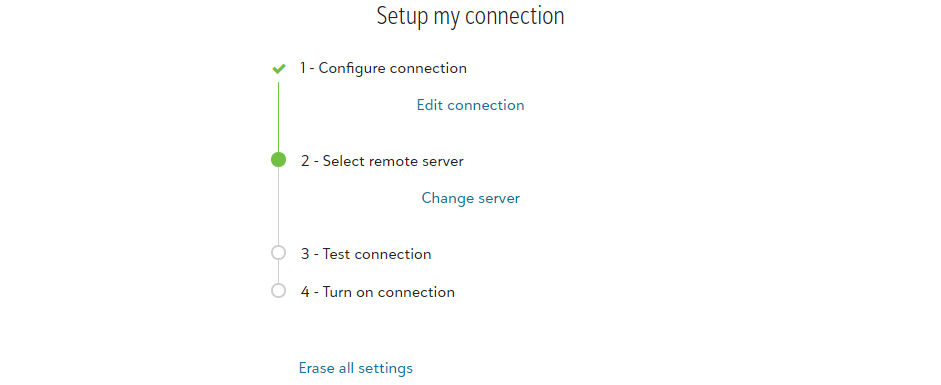 Setup my connection
1 - Configure connection
Edit connection
2 - Select remote server
Change server
3 - Test connection
4 - Turn on connection
Erase all settings